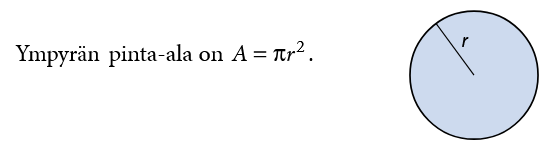 Ympyrän pinta-ala on A = πr².
r